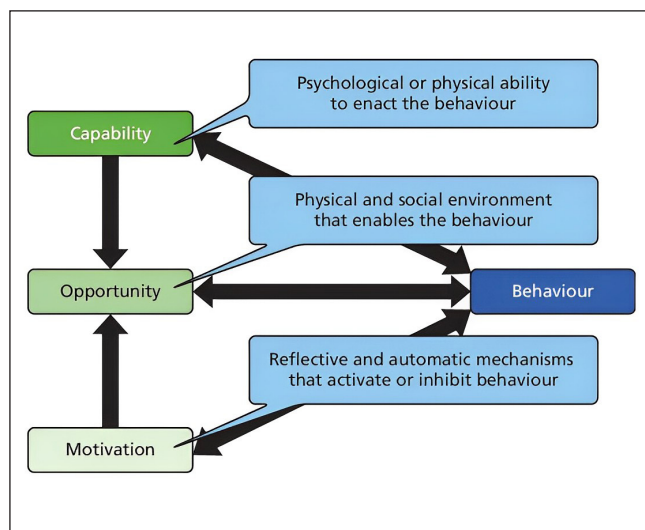 Psychological or physical ability
to enact the behaviour
Capability
Physical and social environment
that enables the behaviour
Opportunity
Behaviour
Reflective and automatic mechanisms
that activate or inhibit behaviour
Motivation